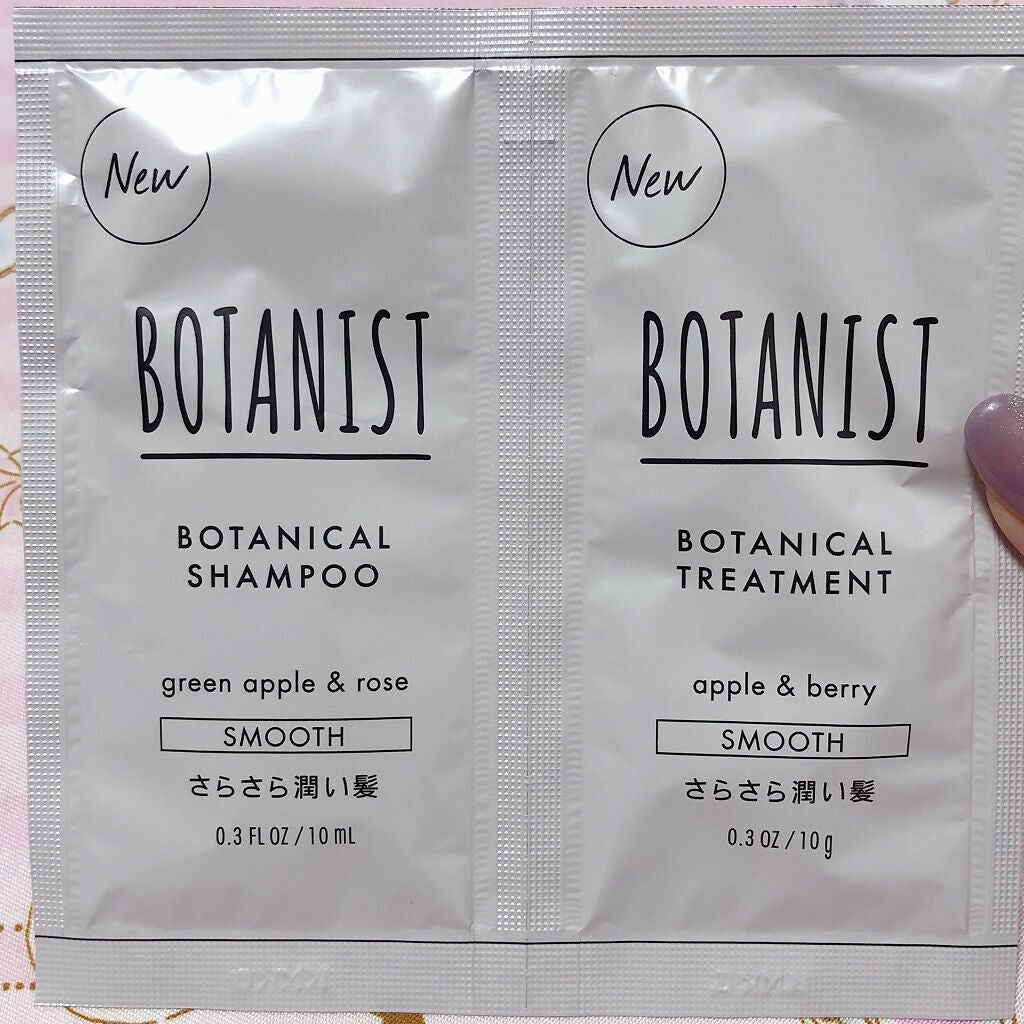 New
BOTANIST
BOTANICAL
SHAMPOO
green apple & rose
SMOOTH
さらさら潤い髪
0.3 FL OZ / 10 mL
New
BOTANIST
BOTANICAL
TREATMENT
apple & berry
SMOOTH
さらさら潤い髪
0.3 OZ / 10 g